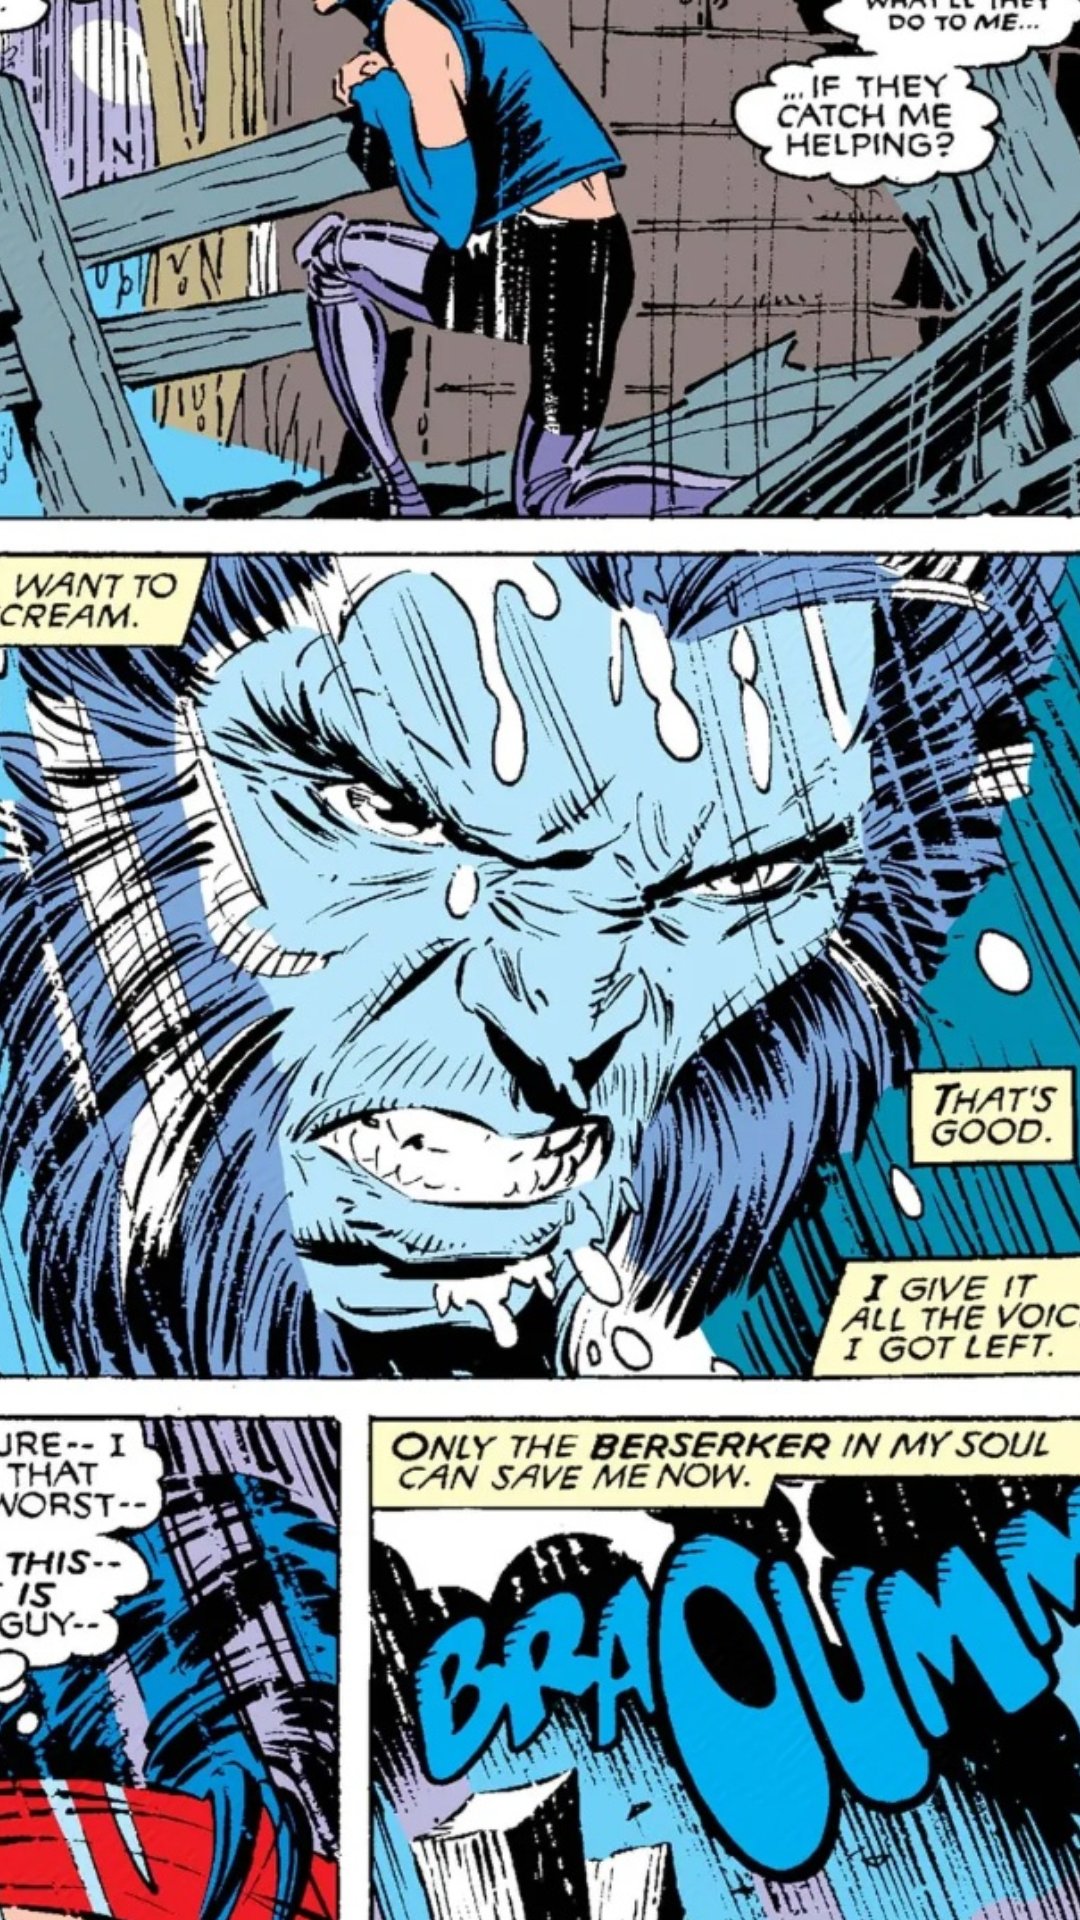 DO TO ME...
...IF THEY
CATCH ME
HELPING?
WANT TO
CREAM.
THAT'S
GOOD.
I GIVE IT
ALL THE VOIC
I GOT LEFT.
URE-- I
THAT
WORST--
THIS--
IS
GUY--
ONLY THE BERSERKER IN MY SOUL
CAN SAVE ME NOW.
BRAOUMM